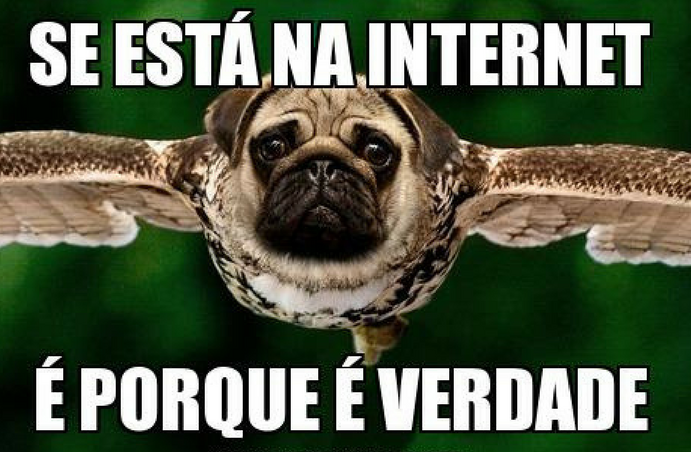 SE ESTÁ NA INTERNET
É PORQUE É VERDADE